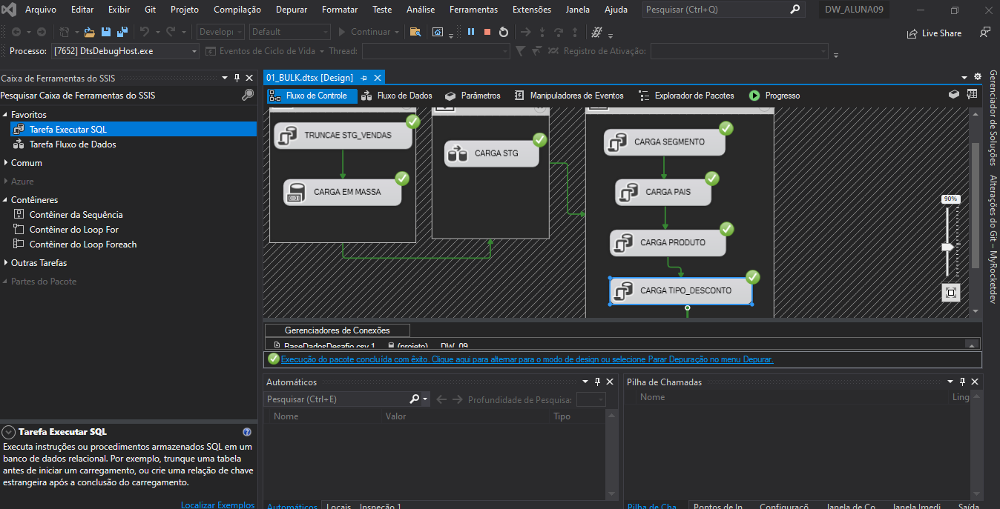 Arquivo Editar Exibir Git Projeto Compilação Depurar Formatar Teste Análise Ferramentas Extensões Janela Ajuda Pesquisar (Ctrl+Q) DW_ALUNA09
Developi Default Continuar Live Share
Processo: [7652] DtsDebugHost.exe Eventos de Ciclo de Vida Thread: Registro de Ativação:
Caixa de Ferramentas do SSIS
Pesquisar Caixa de Ferramentas do SSIS
Favoritos
Tarefa Executar SQL
Tarefa Fluxo de Dados
Comum
Azure
Contêineres
Contêiner da Sequência
Contêiner do Loop For
Contêiner do Loop Foreach
Outras Tarefas
Partes do Pacote
Tarefa Executar SQL
Executa instruções ou procedimentos armazenados SQL em um
banco de dados relacional. Por exemplo, trunque uma tabela
antes de iniciar um carregamento, ou crie uma relação de chave
estrangeira após a conclusão do carregamento.
Localizar Exemplos
01_BULK.dtsx [Design]
Fluxo de Controle Fluxo de Dados Parâmetros Manipuladores de Eventos Explorador de Pacotes Progresso
TRUNCAE STG_VENDAS
CARGA EM MASSA
CARGA STG
CARGA SEGMENTO
CARGA PAIS
CARGA PRODUTO
CARGA TIPO_DESCONTO
90%
Gerenciadores de Conexões
BaseDadosDesafio.csv 1 (projeto) DW_09
Execução do pacote concluída com êxito. Clique aqui para alternar para o modo de design ou selecione Parar Depuração no menu Depurar.
Automáticos
Pesquisar (Ctrl+E) Profundidade de Pesquisa:
Nome Valor Tipo
Automáticos Locais Inspeção 1
Pilha de Chamadas
Nome Ling
Pilha de Cha... Pontos de In... Configuraçõ... Janela de Co... Janela Imedi... Saída
Gerenciador de Soluções
Alterações do Git – MyRocketdev